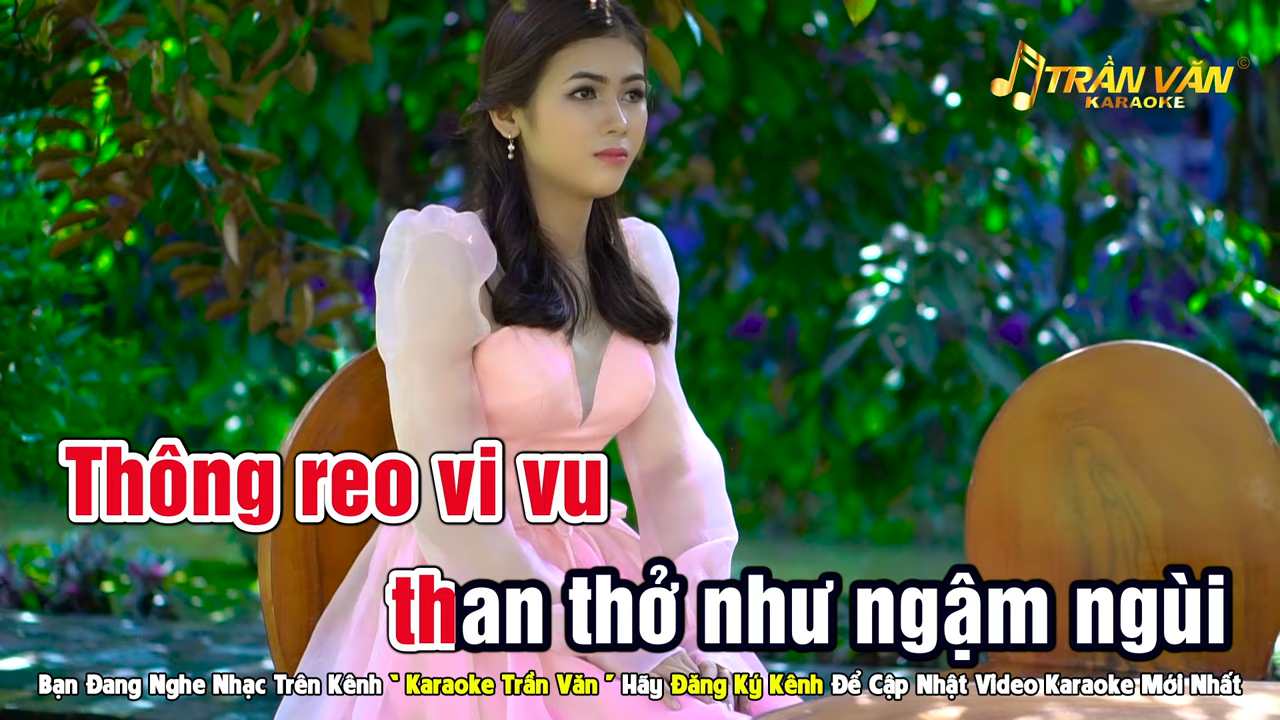 TRẦN VĂN©
KARAOKE
Thông reo vi vu
than thở như ngậm ngùi
Bạn Đang Nghe Nhạc Trên Kênh " Karaoke Trần Văn " Hãy Đăng Ký Kênh Để Cập Nhật Video Karaoke Mới Nhất